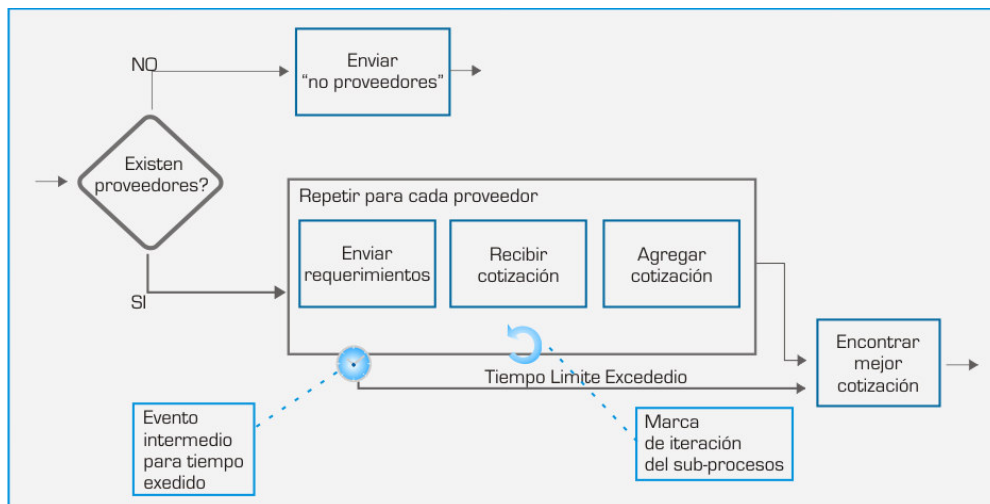 NO
Enviar
“no proveedores”
Existen
proveedores?
SI
Repetir para cada proveedor
Enviar
requerimientos
Recibir
cotización
Agregar
cotización
Tiempo Limite Excededio
Encontrar
mejor
cotización
Evento
intermedio
para tiempo
exedido
Marca
de iteración
del sub-procesos